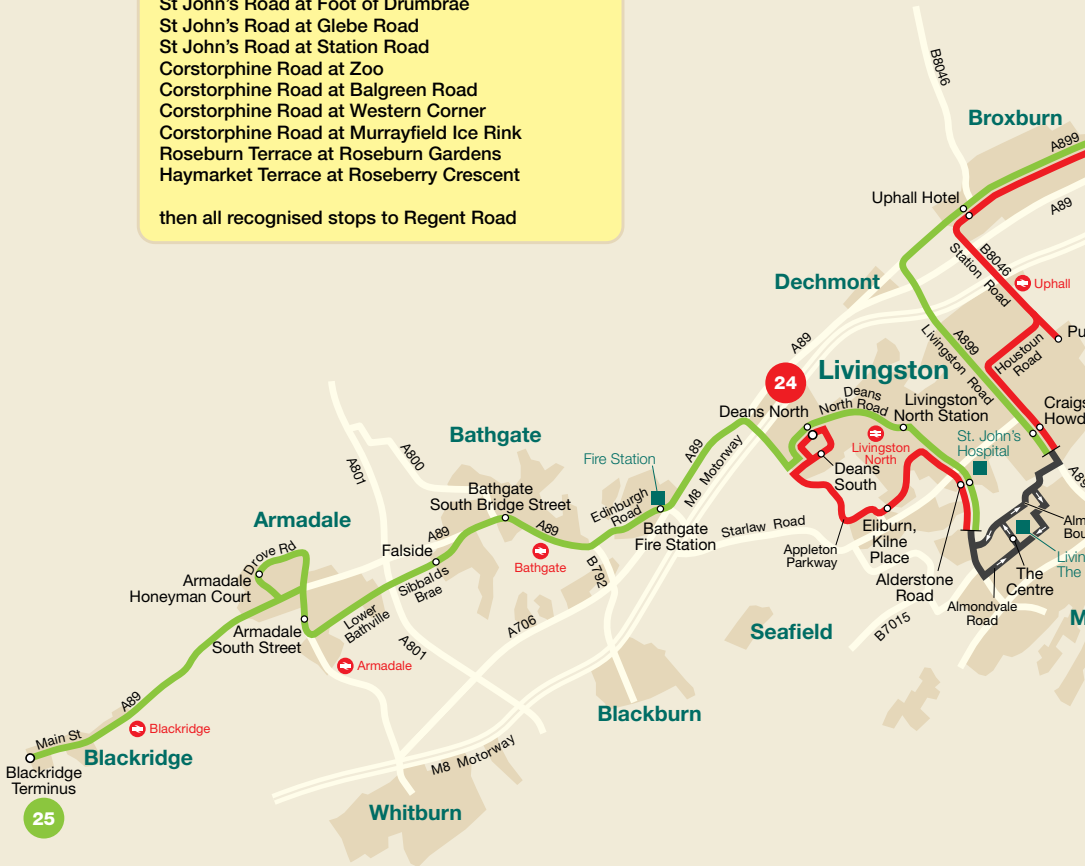 St John's Road at Foot of Drumbrae
St John's Road at Glebe Road
St John's Road at Station Road
Corstorphine Road at Zoo
Corstorphine Road at Balgreen Road
Corstorphine Road at Western Corner
Corstorphine Road at Murrayfield Ice Rink
Roseburn Terrace at Roseburn Gardens
Haymarket Terrace at Roseberry Crescent
then all recognised stops to Regent Road
B8046
Broxburn
A899
Uphall Hotel
A89
B8046
Station Road
Uphall
Dechmont
A89
A899
Livingston Road
Houstoun
Road
Pu
24
Livingston
Deans North
Deans
North Road
Livingston
North Station
Craigs
Howd
Livingston
North
St. John's
Hospital
Deans
South
A89
M8 Motorway
A800
A801
Bathgate
Fire Station
Bathgate
South Bridge Street
A89
Edinburgh
Road
Bathgate
Fire Station
Starlaw Road
Appleton
Parkway
Eliburn,
Kilne
Place
Alm
Bou
Livin
The
The
Centre
Alderstone
Road
Almondvale
Road
M
A89
Armadale
Drove Rd
Falside
A89
Sibbalds
Brae
Bathgate
B792
Armadale
Honeyman Court
Lower
Bathville
Armadale
South Street
A801
A706
Seafield
B7015
Armadale
A89
Blackridge
Blackburn
Main St
Blackridge
M8 Motorway
Blackridge
Terminus
25
Whitburn